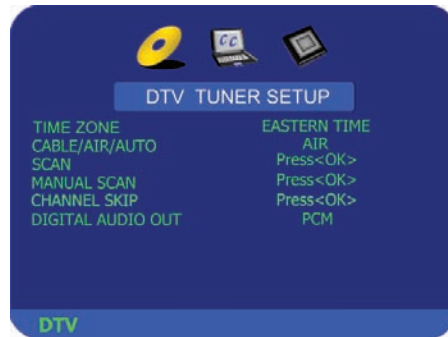 CC
DTV TUNER SETUP
TIME ZONE EASTERN TIME
CABLE/AIR/AUTO AIR
SCAN Press<OK>
MANUAL SCAN Press<OK>
CHANNEL SKIP Press<OK>
DIGITAL AUDIO OUT PCM
DTV